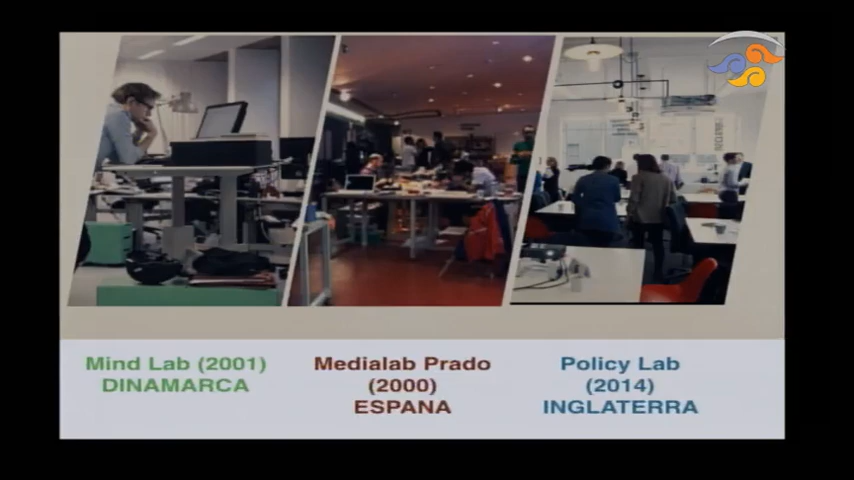 Mind Lab (2001)
DINAMARCA
Medialab Prado
(2000)
ESPANA
Policy Lab
(2014)
INGLATERRA